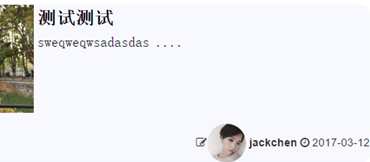 测试测试
sweqweqwsadasdas ....
jackchen 2017-03-12